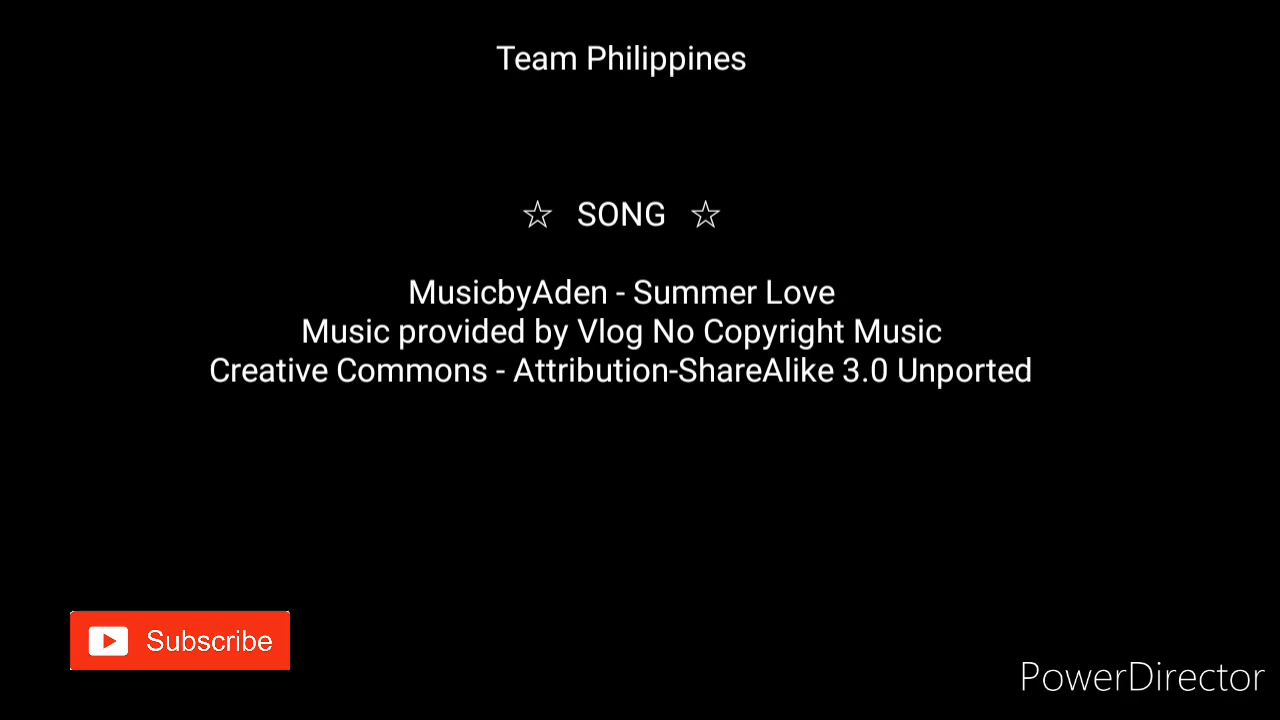 Team Philippines
☆ SONG ☆
MusicbyAden - Summer Love
Music provided by Vlog No Copyright Music
Creative Commons - Attribution-ShareAlike 3.0 Unported
Subscribe
PowerDirector